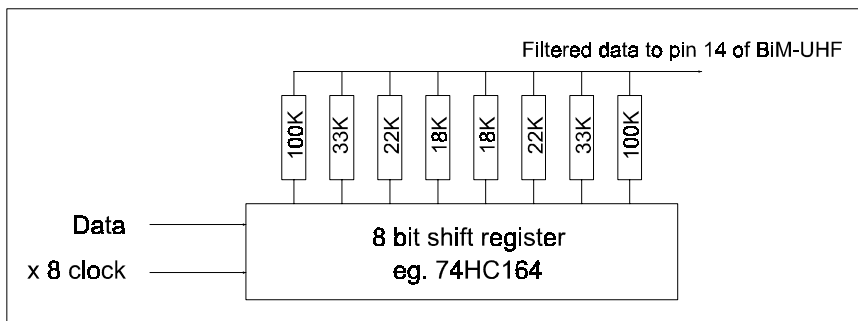 Filtered data to pin 14 of BiM-UHF
100K
33K
22K
18K
18K
22K
33K
100K
Data
x 8 clock
8 bit shift register
eg. 74HC164